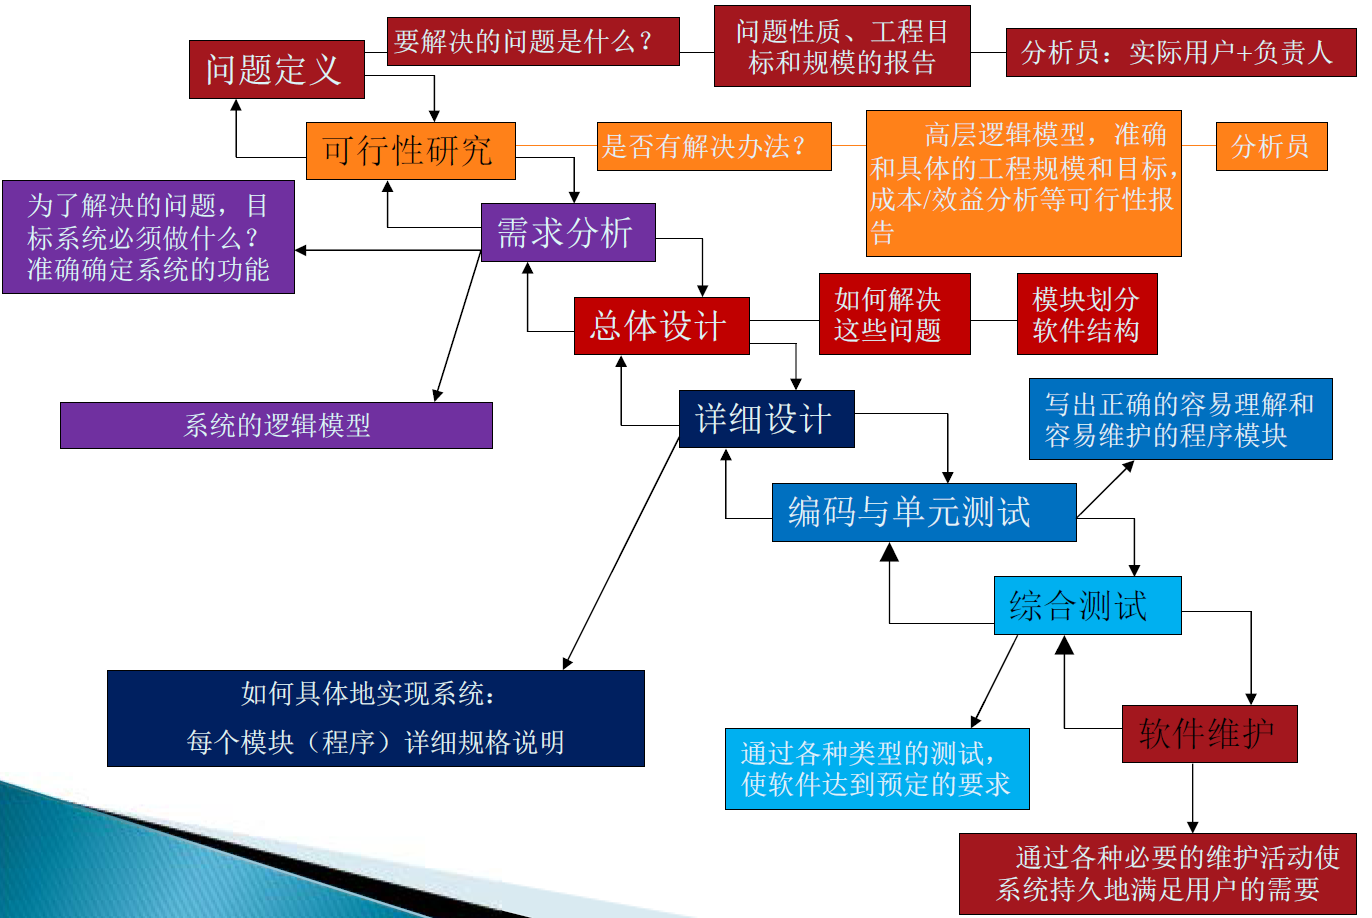 问题定义
要解决的问题是什么？
问题性质、工程目
标和规模的报告
分析员：实际用户+负责人
可行性研究
是否有解决办法？
高层逻辑模型，准确
和具体的工程规模和目标，
成本/效益分析等可行性报
告
分析员
需求分析
为了解决的问题，目
标系统必须做什么？
准确确定系统的功能
系统的逻辑模型
总体设计
如何解决
这些问题
模块划分
软件结构
详细设计
如何具体地实现系统：
每个模块（程序）详细规格说明
编码与单元测试
写出正确的容易理解和
容易维护的程序模块
综合测试
通过各种类型的测试，
使软件达到预定的要求
软件维护
通过各种必要的维护活动使
系统持久地满足用户的需要